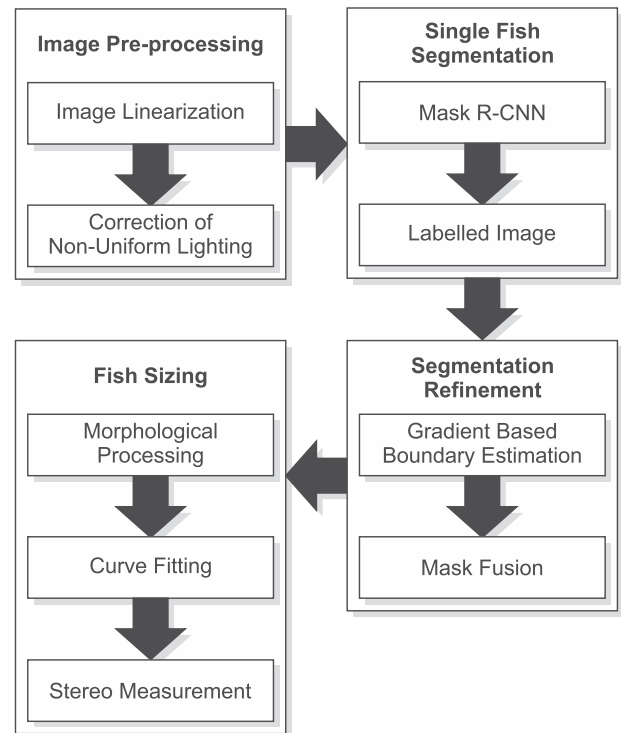 Image Pre-processing
Image Linearization
Correction of
Non-Uniform Lighting
Single Fish
Segmentation
Mask R-CNN
Labelled Image
Segmentation
Refinement
Gradient Based
Boundary Estimation
Mask Fusion
Fish Sizing
Morphological
Processing
Curve Fitting
Stereo Measurement